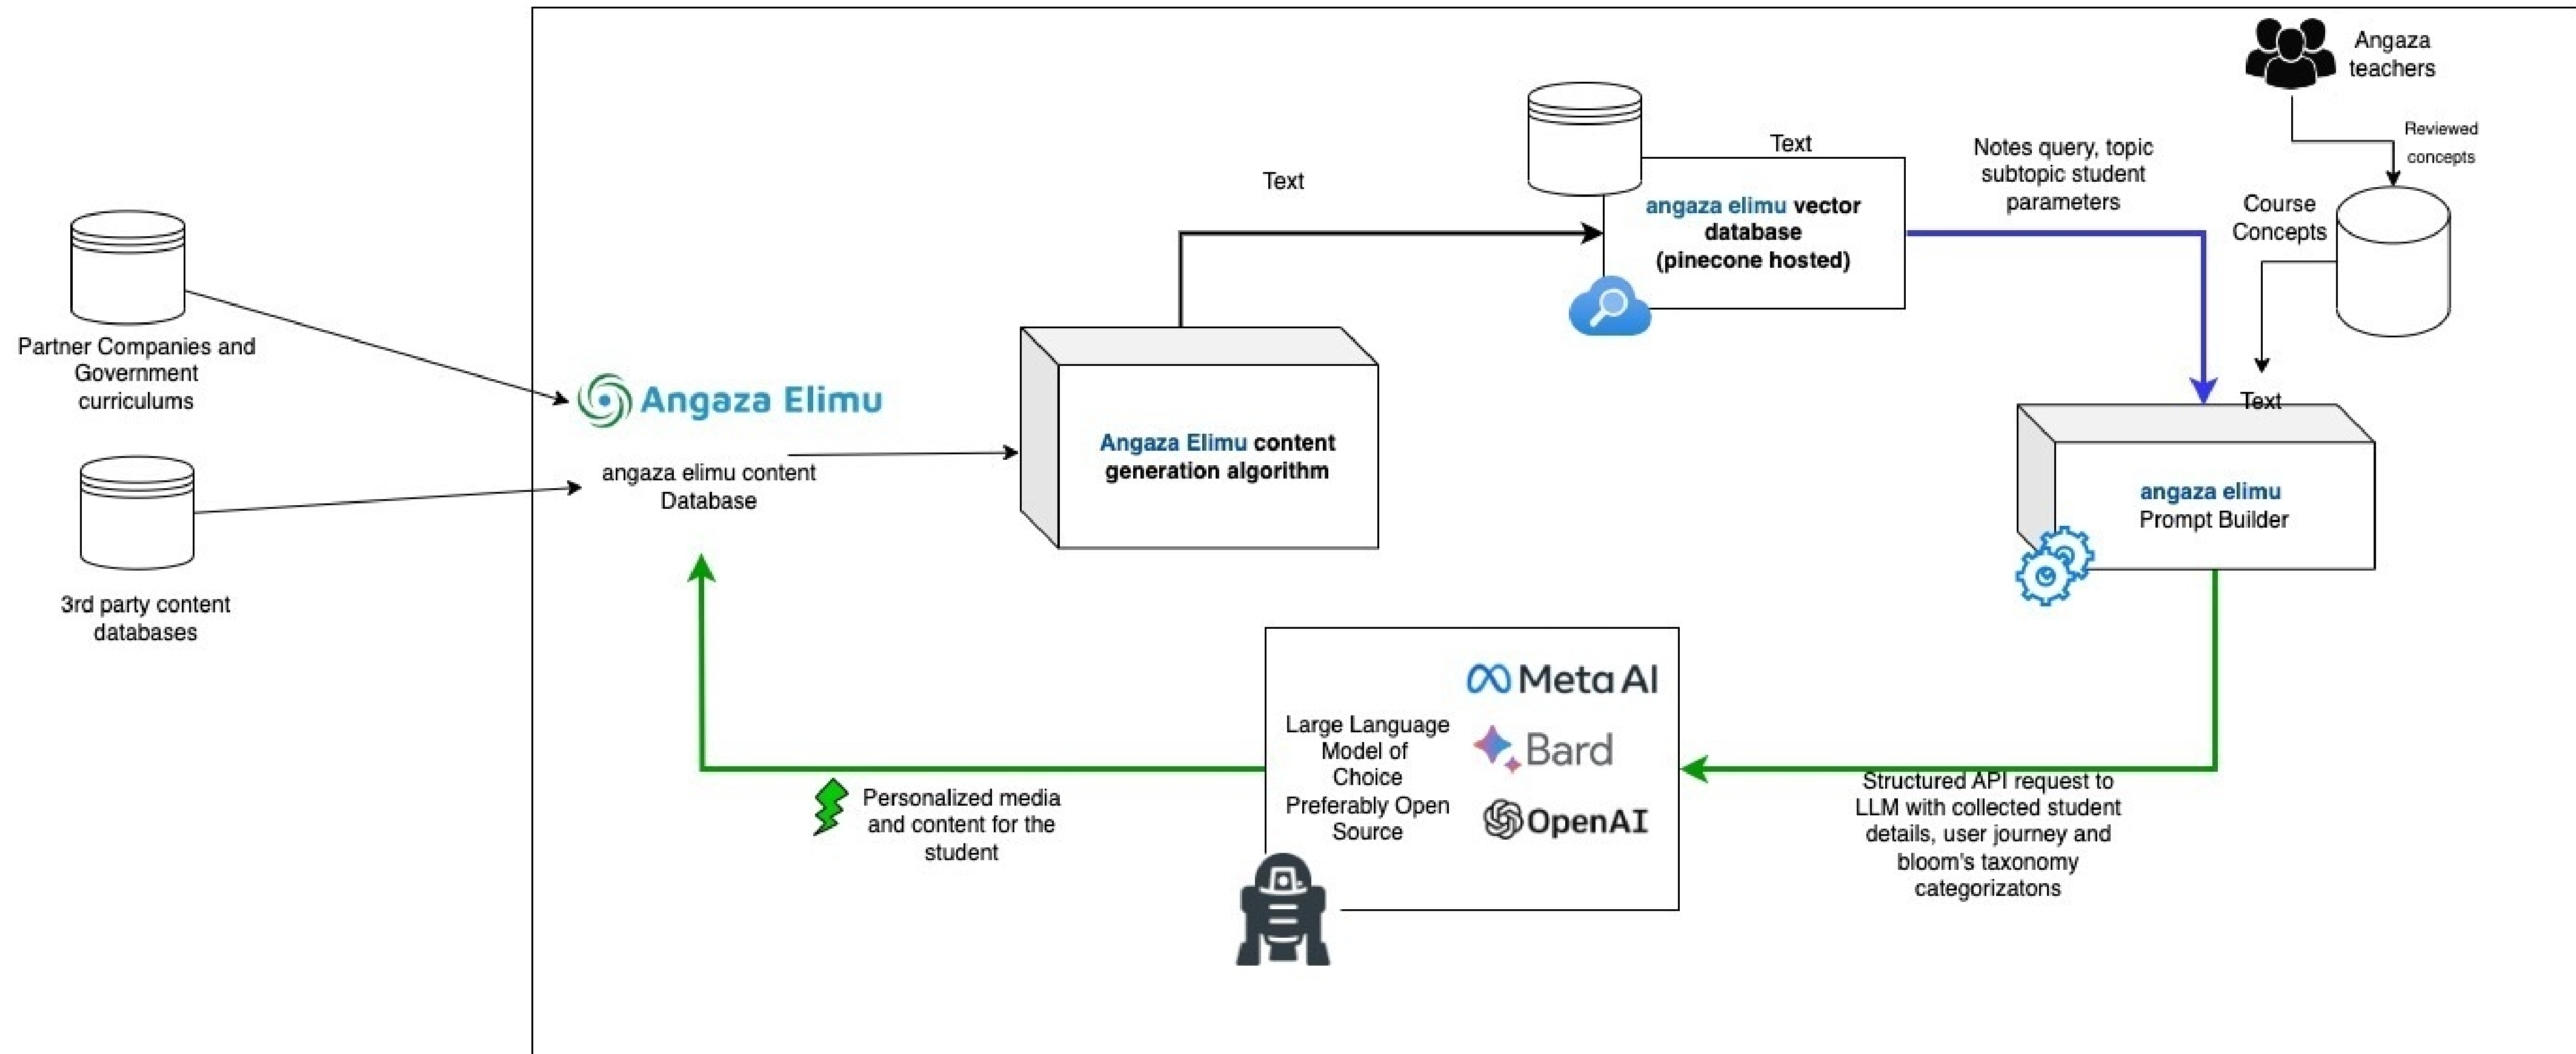 Angaza
teachers
Reviewed
concepts
Course
Concepts
Text
Notes query, topic
subtopic student
parameters
Text
angaza elimu vector
database
(pinecone hosted)
Text
Partner Companies and
Government
curriculums
3rd party content
databases
Angaza Elimu
angaza elimu content
Database
Angaza Elimu content
generation algorithm
angaza elimu
Prompt Builder
Structured API request to
LLM with collected student
details, user journey and
bloom's taxonomy
categorizatons
Large Language
Model of
Choice
Preferably Open
Source
Meta AI
Bard
OpenAI
Personalized media
and content for the
student